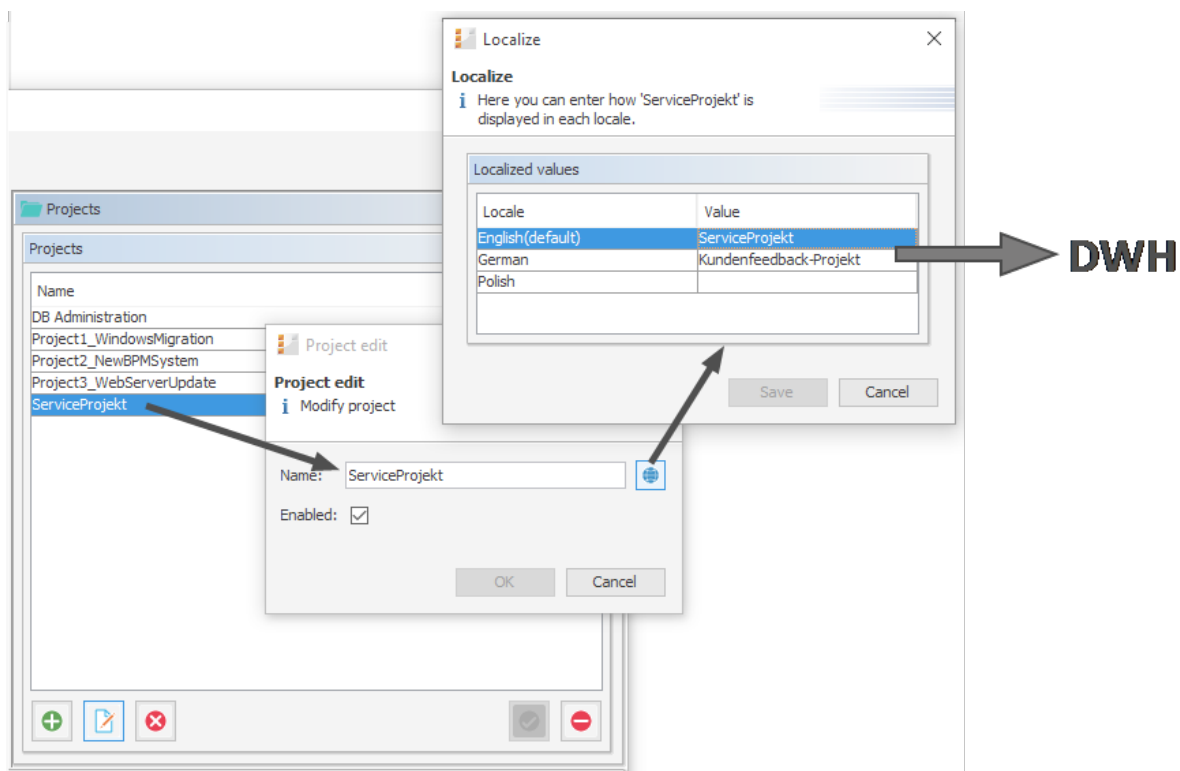 Localize
Localize
Here you can enter how 'ServiceProjekt' is
displayed in each locale.
Localized values
Locale Value
English(default) ServiceProjekt
German Kundenfeedback-Projekt
Polish
Save Cancel
DWH
Projects
Projects
Name
DB Administration
Project1_WindowsMigration
Project2_NewBPMSystem
Project3_WebServerUpdate
ServiceProjekt
Project edit
Project edit
Modify project
Name: ServiceProjekt
Enabled:
OK Cancel